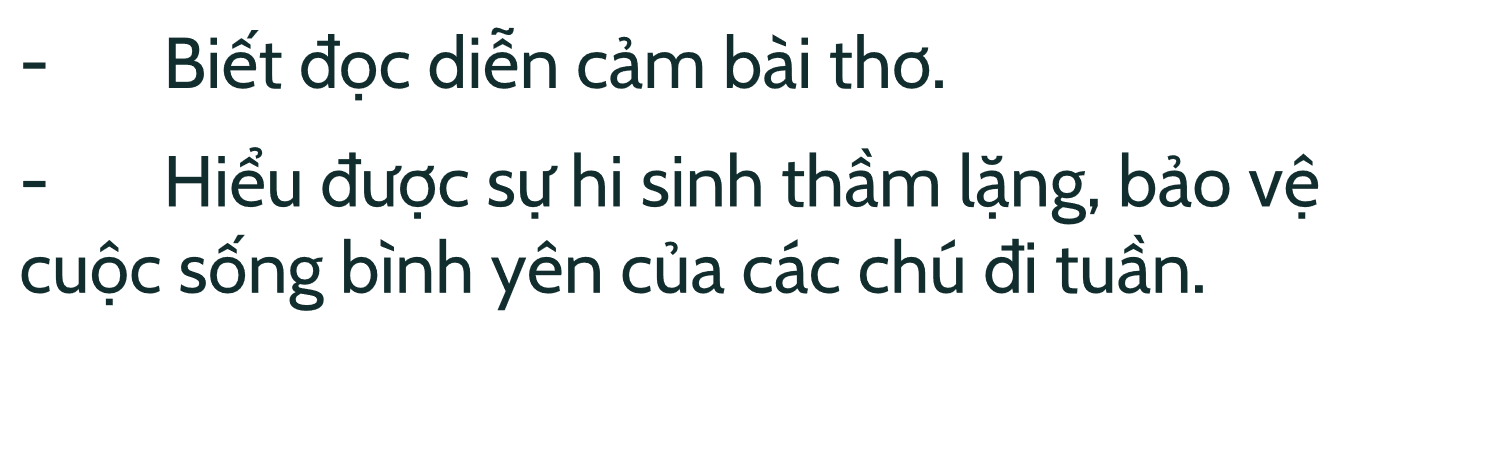 - Biết đọc diễn cảm bài thơ.
- Hiểu được sự hi sinh thầm lặng, bảo vệ
cuộc sống bình yên của các chú đi tuần.